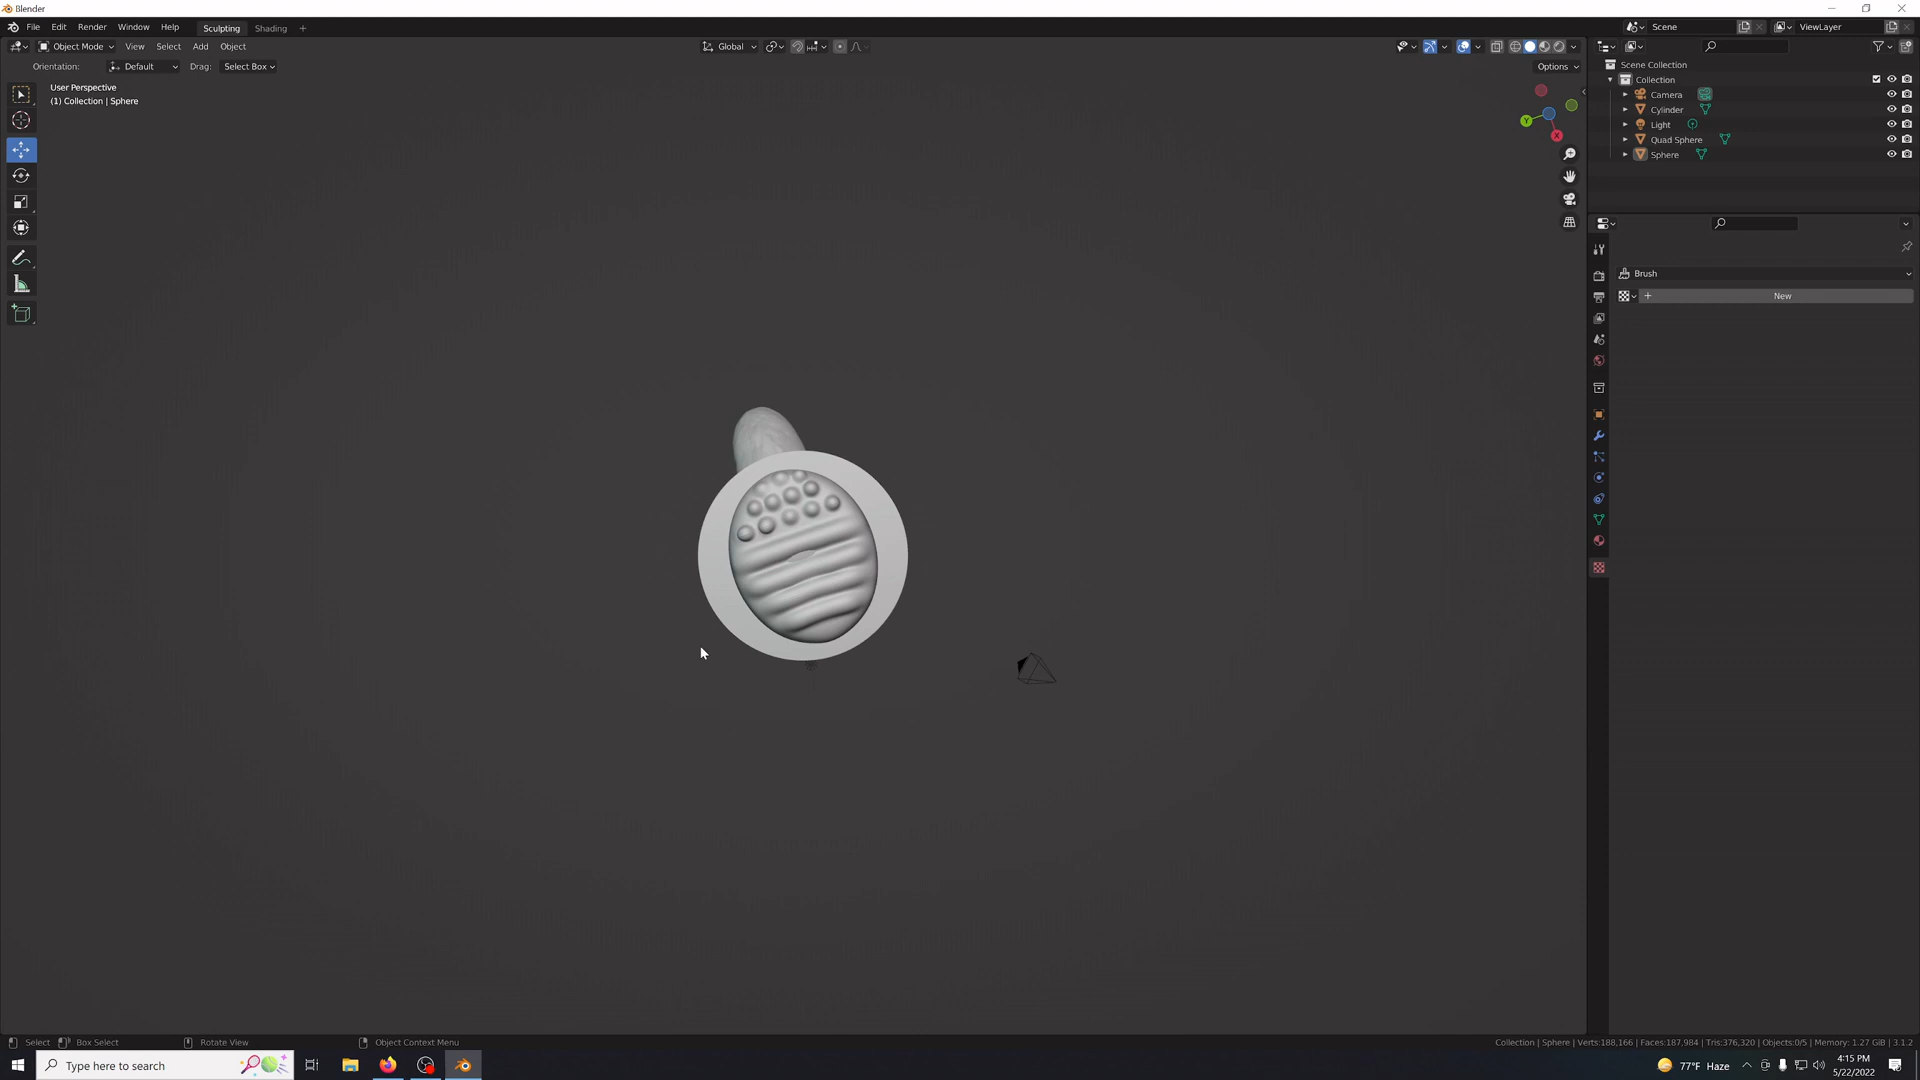 Blender
File Edit Render Window Help Sculpting Shading + Scene ViewLayer
Object Mode View Select Add Object Global
Orientation: Default Drag: Select Box Options
User Perspective
(1) Collection | Sphere
Y
X
Scene Collection
Collection
Camera
Cylinder
Light
Quad Sphere
Sphere
Brush
+ New
Select Box Select Rotate View Object Context Menu
Collection | Sphere | Verts:188,166 | Faces:187,984 | Tris:376,320 | Objects:0/5 | Memory: 1.27 GiB | 3.1.2
Type here to search
77°F Haze
4:15 PM
5/22/2022